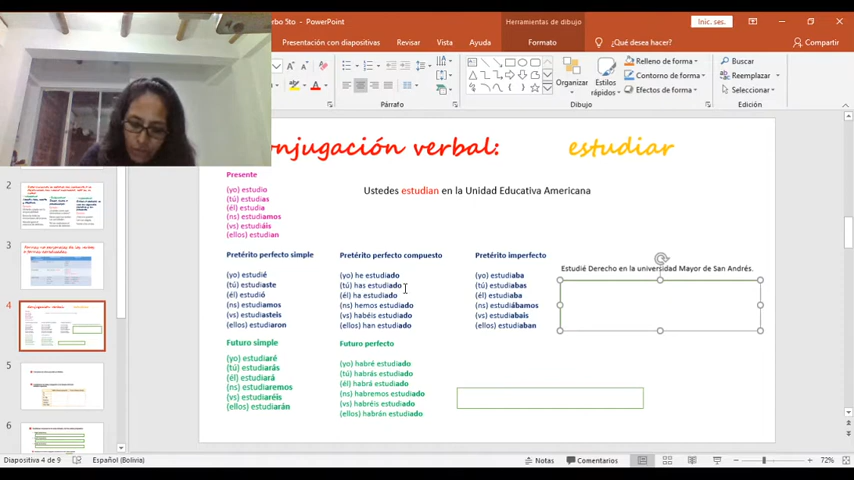 rbo 5to - PowerPoint
Herramientas de dibujo
Inic. ses.
Presentación con diapositivas
Revisar
Vista
Ayuda
Formato
¿Qué desea hacer?
Compartir
Organizar
Estilos rápidos
Relleno de forma
Contorno de forma
Efectos de forma
Buscar
Reemplazar
Seleccionar
Párrafo
Dibujo
Edición
onjugación verbal: estudiar
Presente
(yo) estudio
(tú) estudias
(él) estudia
(ns) estudiamos
(vs) estudiáis
(ellos) estudian
Ustedes estudian en la Unidad Educativa Americana
Pretérito perfecto simple
(yo) estudié
(tú) estudiaste
(él) estudió
(ns) estudiamos
(vs) estudiasteis
(ellos) estudiaron
Pretérito perfecto compuesto
(yo) he estudiado
(tú) has estudiado
(él) ha estudiado
(ns) hemos estudiado
(vs) habéis estudiado
(ellos) han estudiado
Pretérito imperfecto
(yo) estudiaba
(tú) estudiabas
(él) estudiaba
(ns) estudiábamos
(vs) estudiabais
(ellos) estudiaban
Estudié Derecho en la universidad Mayor de San Andrés.
Futuro simple
(yo) estudiaré
(tú) estudiarás
(él) estudiará
(ns) estudiaremos
(vs) estudiaréis
(ellos) estudiarán
Futuro perfecto
(yo) habré estudiado
(tú) habrás estudiado
(él) habrá estudiado
(ns) habremos estudiado
(vs) habréis estudiado
(ellos) habrán estudiado
2
3
4
5
6
Diapositiva 4 de 9
Español (Bolivia)
Notas
Comentarios
72%